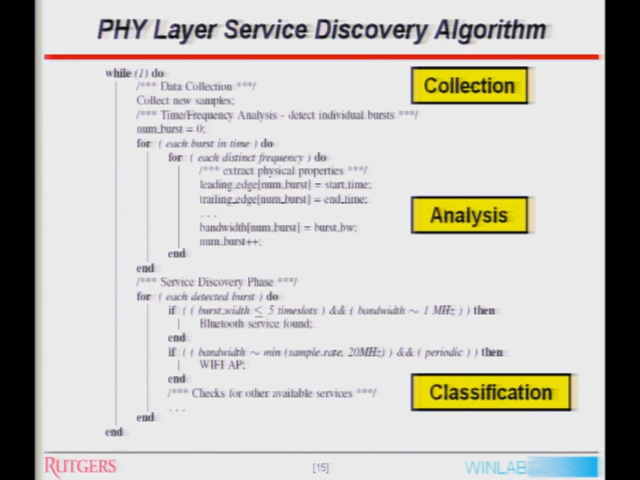 PHY Layer Service Discovery Algorithm
while (1) do
/*** Data Collection ***/
Collect new samples;
/*** Time/Frequency Analysis - detect individual bursts ***/
num_burst = 0;
for ( each burst in time ) do
for ( each distinct frequency ) do
/*** extract physical properties ***/
leading_edge[num_burst] = start_time;
trailing_edge[num_burst] = end_time;
. . .
bandwidth[num_burst] = burst_bw;
num_burst++;
end
end
/*** Service Discovery Phase ***/
for ( each detected burst ) do
if ( ( burst_width ≤ 5 timeslots ) && ( bandwidth ∼ 1 MHz ) ) then
Bluetooth service found;
end
if ( ( bandwidth ∼ min (sample_rate, 20MHz) ) && ( periodic ) ) then
WIFI AP;
end
/*** Checks for other available services ***/
. . .
end
end
Collection
Analysis
Classification
RUTGERS
[15]
WINLAB